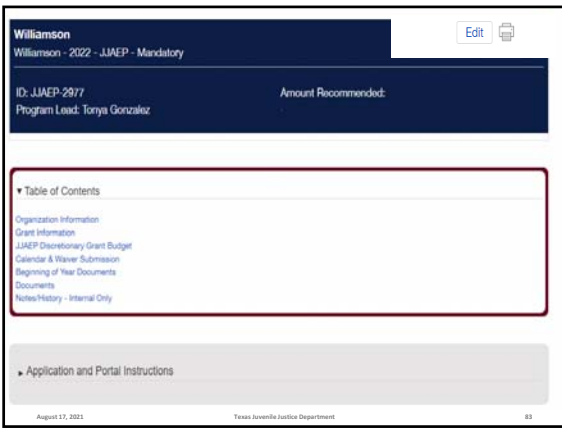 Williamson
Williamson - 2022 - JJAEP - Mandatory
Edit
ID: JJAEP-2977
Amount Recommended:
Program Lead: Tonya Gonzalez
▾ Table of Contents
Organization Information
Grant Information
JJAEP Discretionary Grant Budget
Calendar & Waiver Submission
Beginning of Year Documents
Documents
Notes/History - Internal Only
▸ Application and Portal Instructions
August 17, 2021
Texas Juvenile Justice Department
83